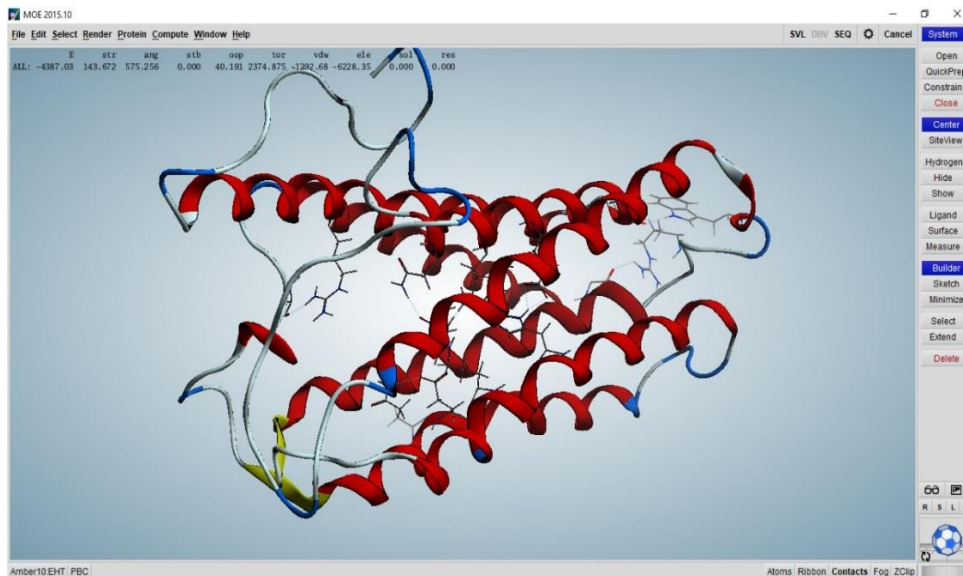 MOE 2015.10
File Edit Select Render Protein Compute Window Help
SVL DBV SEQ Cancel System
E str ang stb oop tor vdw ele sol res
ALL: -4387.03 143.672 575.256 0.000 40.191 2374.875 -1292.68 -6228.35 0.000 0.000
Open
QuickPrep
Constrain
Close
Center
SiteView
Hydrogen
Hide
Show
Ligand
Surface
Measure
Builder
Sketch
Minimize
Select
Extend
Delete
R S L
Amber10:EHT PBC
Atoms Ribbon Contacts Fog ZClip